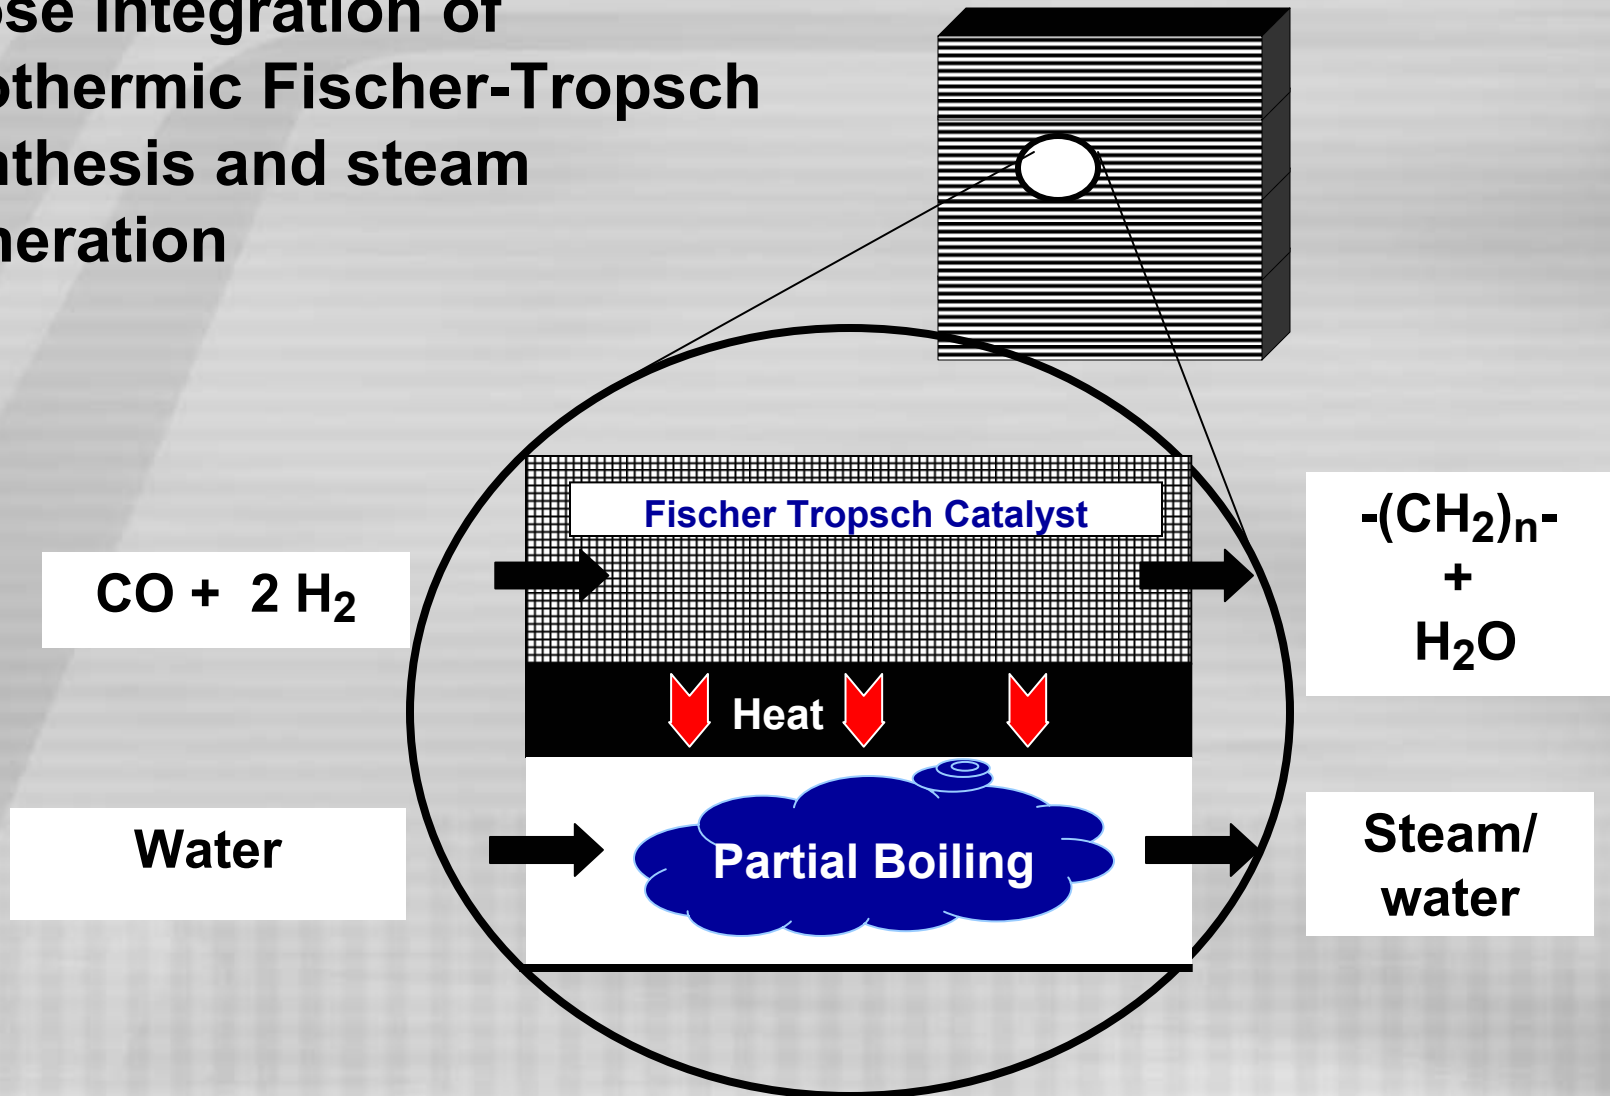 ose integration of
othermic Fischer-Tropsch
nthesis and steam
neration
Fischer Tropsch Catalyst
CO + 2 H₂
-(CH₂)ₙ-
+
H₂O
Heat
Water
Partial Boiling
Steam/
water